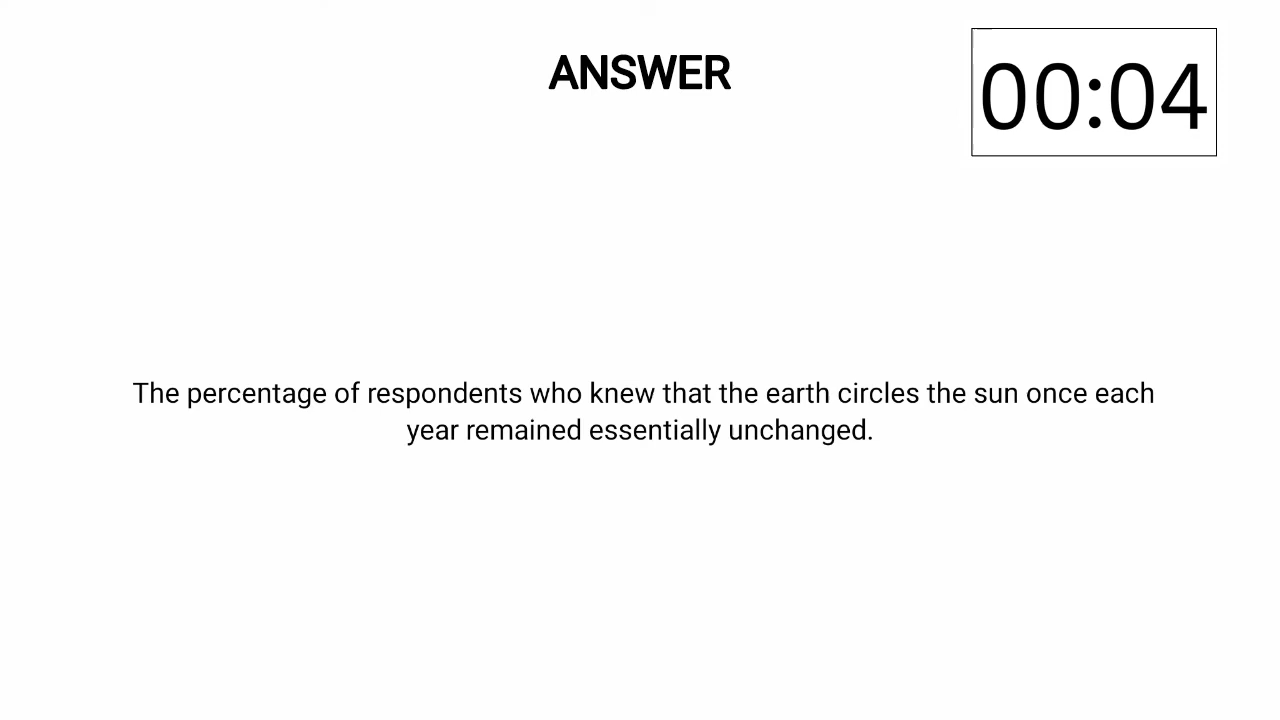 ANSWER
00:04
The percentage of respondents who knew that the earth circles the sun once each
year remained essentially unchanged.